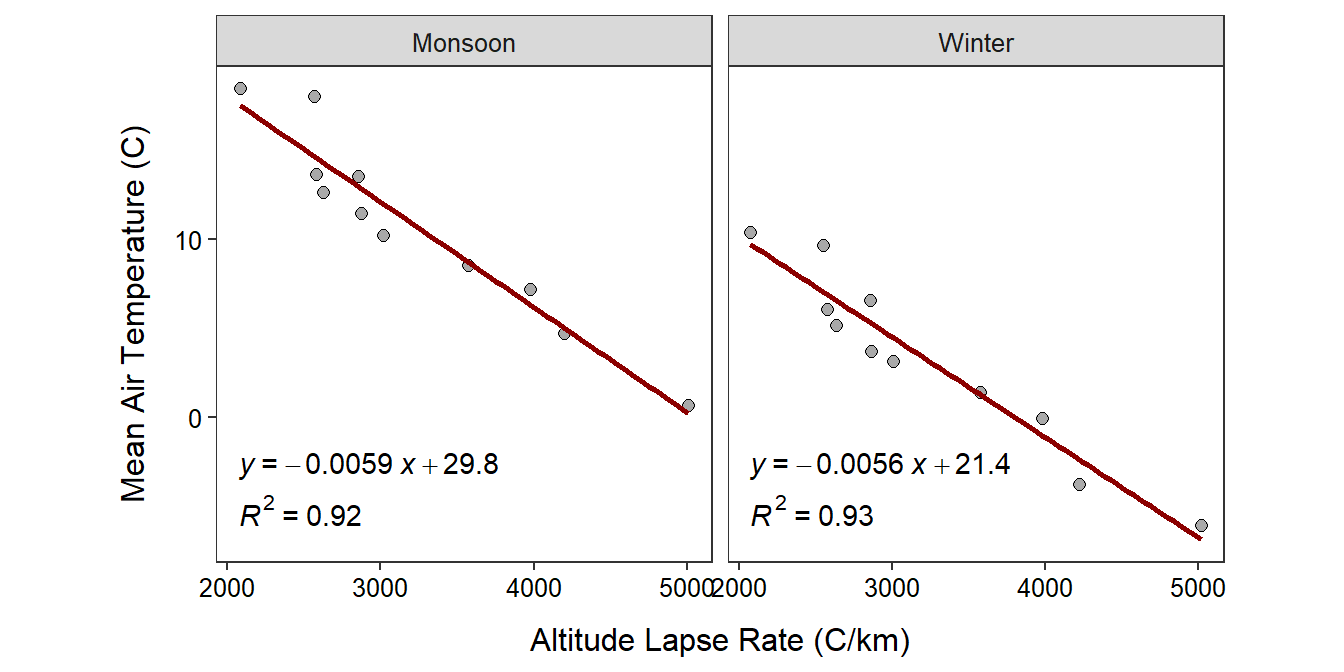 Monsoon
Winter
Mean Air Temperature (C)
10
0
y = −0.0059 x + 29.8
R² = 0.92
y = −0.0056 x + 21.4
R² = 0.93
2000 3000 4000 5000
2000 3000 4000 5000
Altitude Lapse Rate (C/km)